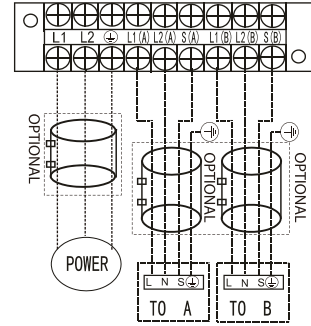 L1 L2 L1(A) L2(A) S(A) L1(B) L2(B) S(B)
OPTIONAL
OPTIONAL
OPTIONAL
POWER
L N S
L N S
TO A
TO B